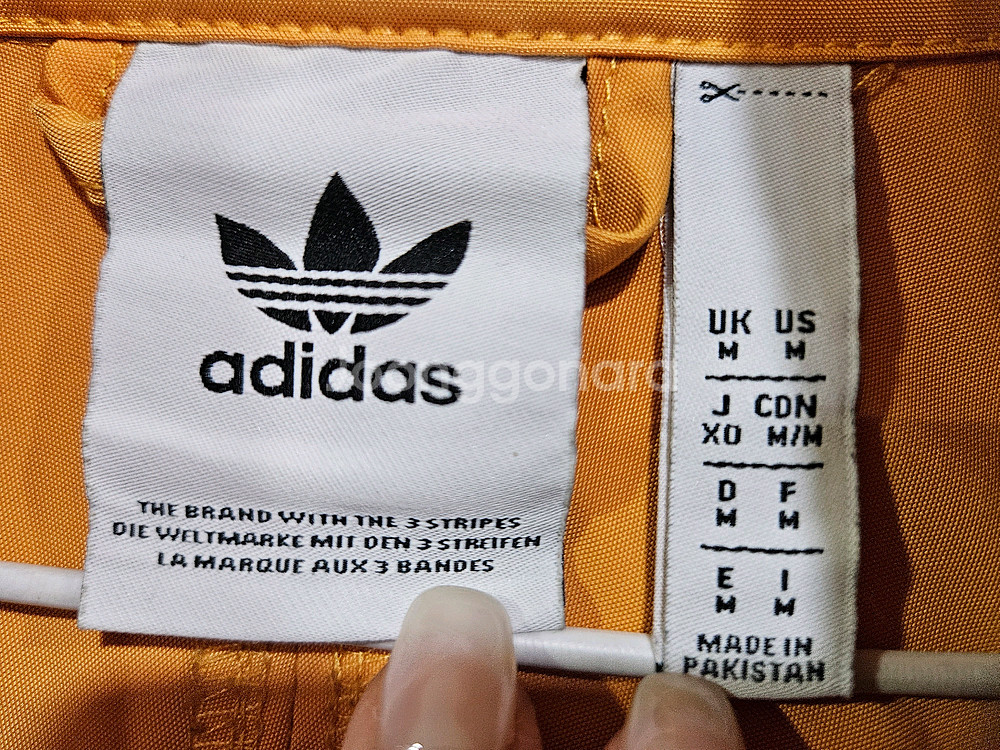 adidas
THE BRAND WITH THE 3 STRIPES
DIE WELTMARKE MIT DEN 3 STREIFEN
LA MARQUE AUX 3 BANDES
UK US
M M
J CDN
XO M/M
D F
M M
E I
M M
MADE IN
PAKISTAN